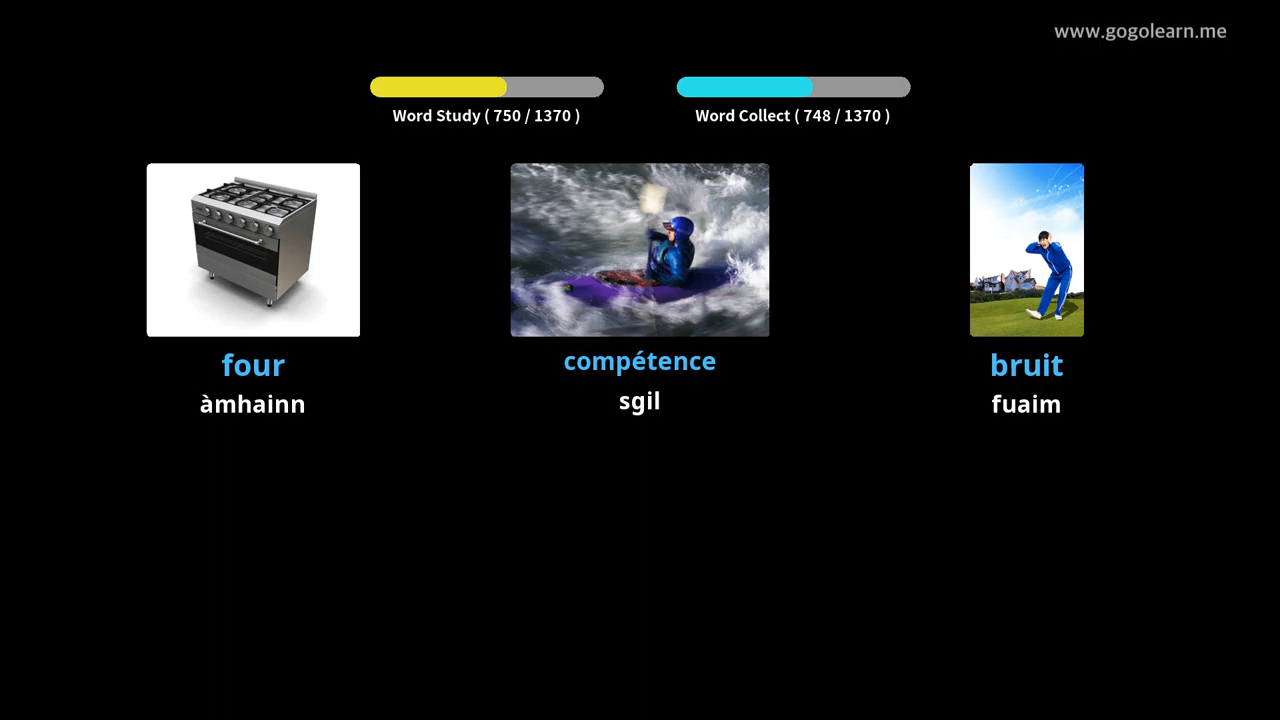 www.gogolearn.me
Word Study ( 750 / 1370 )
Word Collect ( 748 / 1370 )
four
àmhainn
compétence
sgil
bruit
fuaim